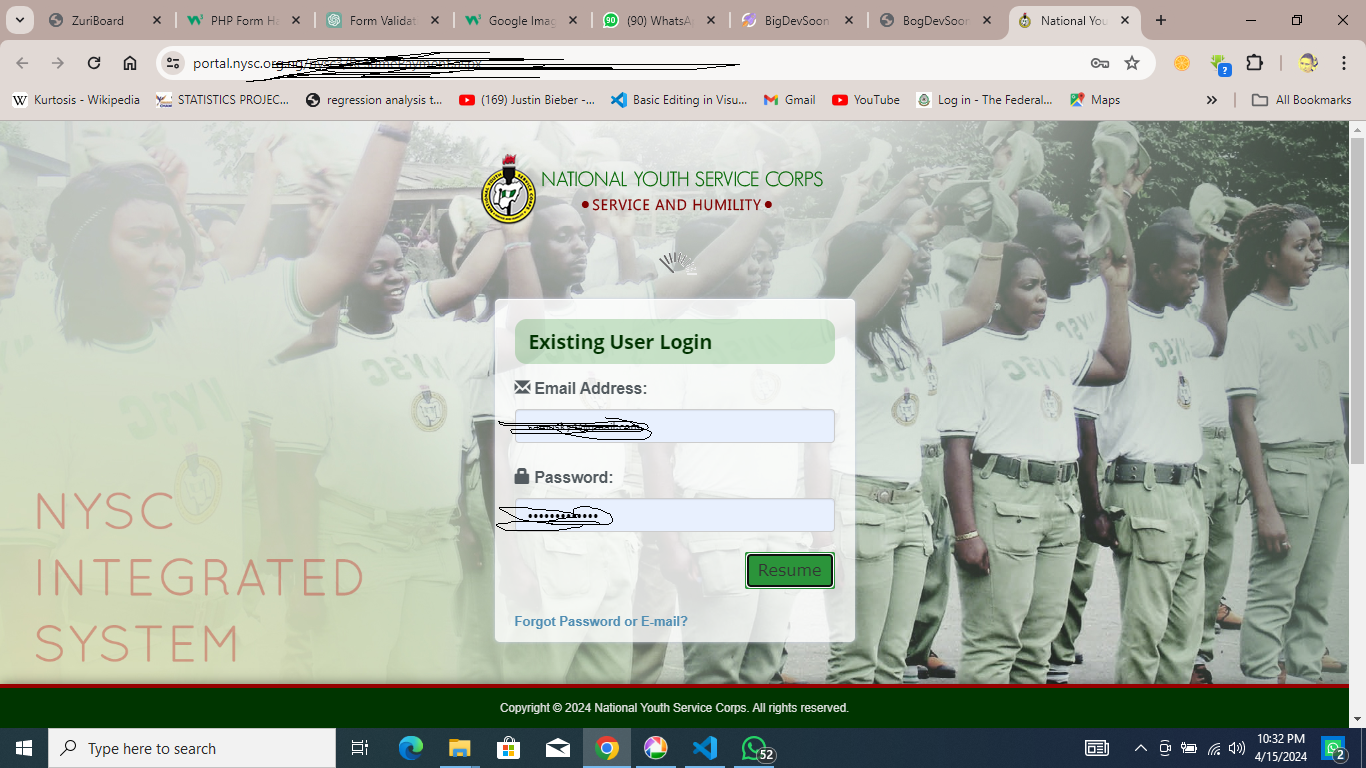 ZuriBoard
PHP Form Ha
Form Validat
Google Imag
(90) WhatsAp
BigDevSoon
BogDevSoon
National You
portal.nysc.org.ng
Kurtosis - Wikipedia
STATISTICS PROJEC...
regression analysis t...
(169) Justin Bieber -...
Basic Editing in Visu...
Gmail
YouTube
Log in - The Federal...
Maps
All Bookmarks
NATIONAL YOUTH SERVICE CORPS
• SERVICE AND HUMILITY •
Existing User Login
Email Address:
Password:
Resume
Forgot Password or E-mail?
NYSC
INTEGRATED
SYSTEM
Copyright © 2024 National Youth Service Corps. All rights reserved.
Type here to search
52
10:32 PM
4/15/2024
2